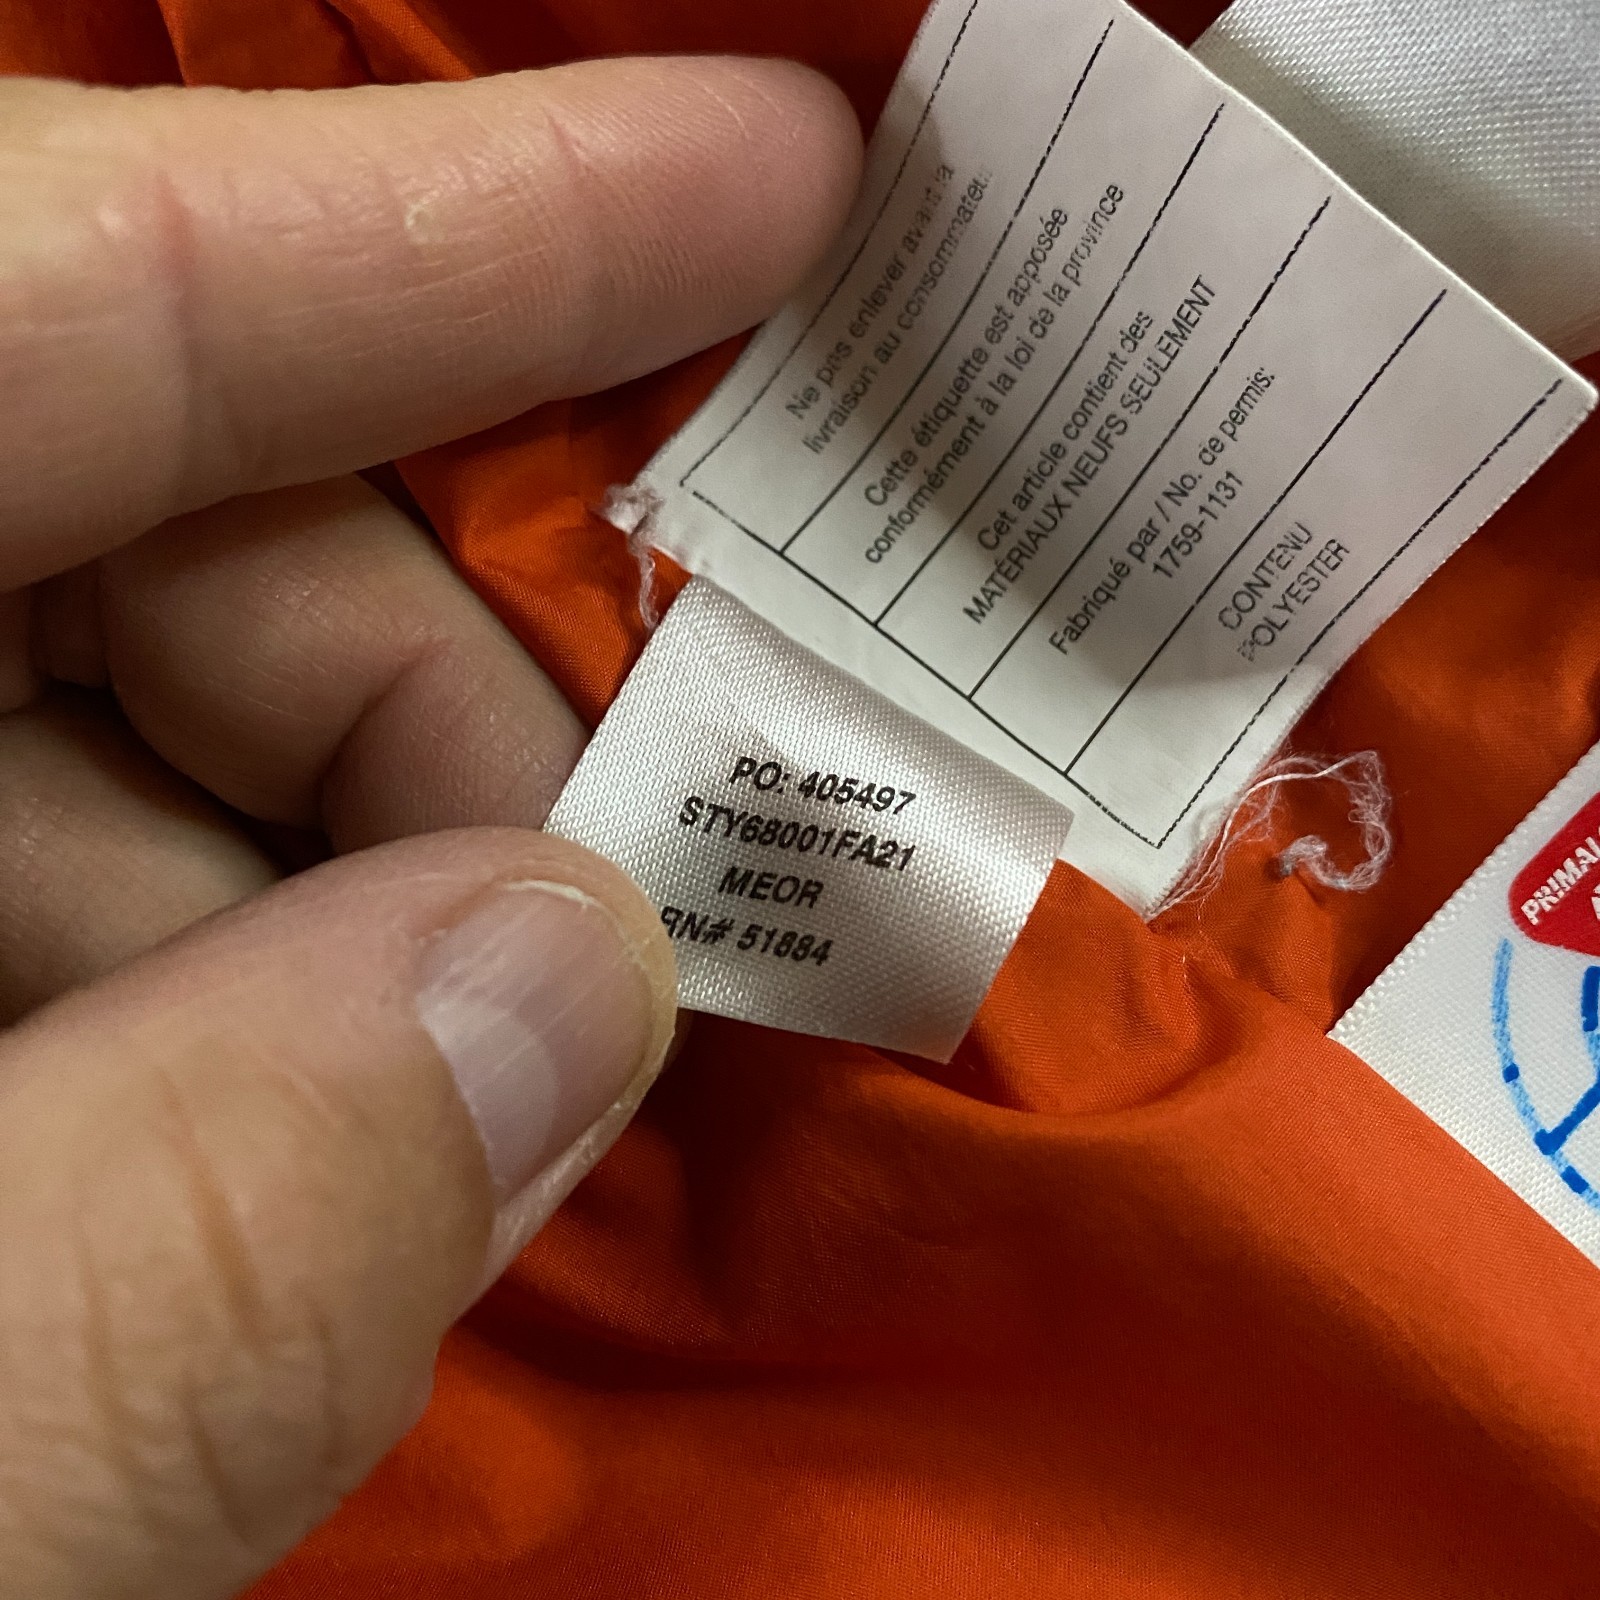 Ne pas enlever avant la
livraison au consommateur.
Cette étiquette est apposée
conformément à la loi de la province
Cet article contient des
MATÉRIAUX NEUFS SEULEMENT
Fabriqué par / No. de permis:
1759-1131
CONTENU
POLYESTER
PO: 405497
STY68001FA21
MEOR
RN# 51884